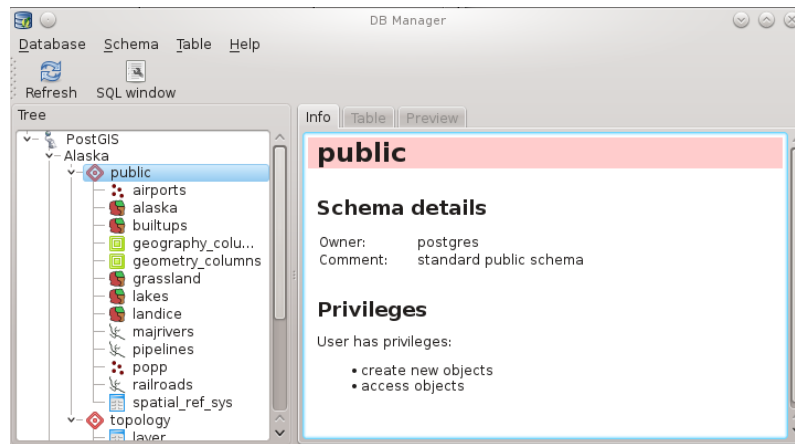 DB Manager
Database Schema Table Help
Refresh SQL window
Tree
PostGIS
Alaska
public
airports
alaska
builtups
geography_colu...
geometry_columns
grassland
lakes
landice
majrivers
pipelines
popp
railroads
spatial_ref_sys
topology
layer
Info Table Preview
public
Schema details
Owner: postgres
Comment: standard public schema
Privileges
User has privileges:
• create new objects
• access objects